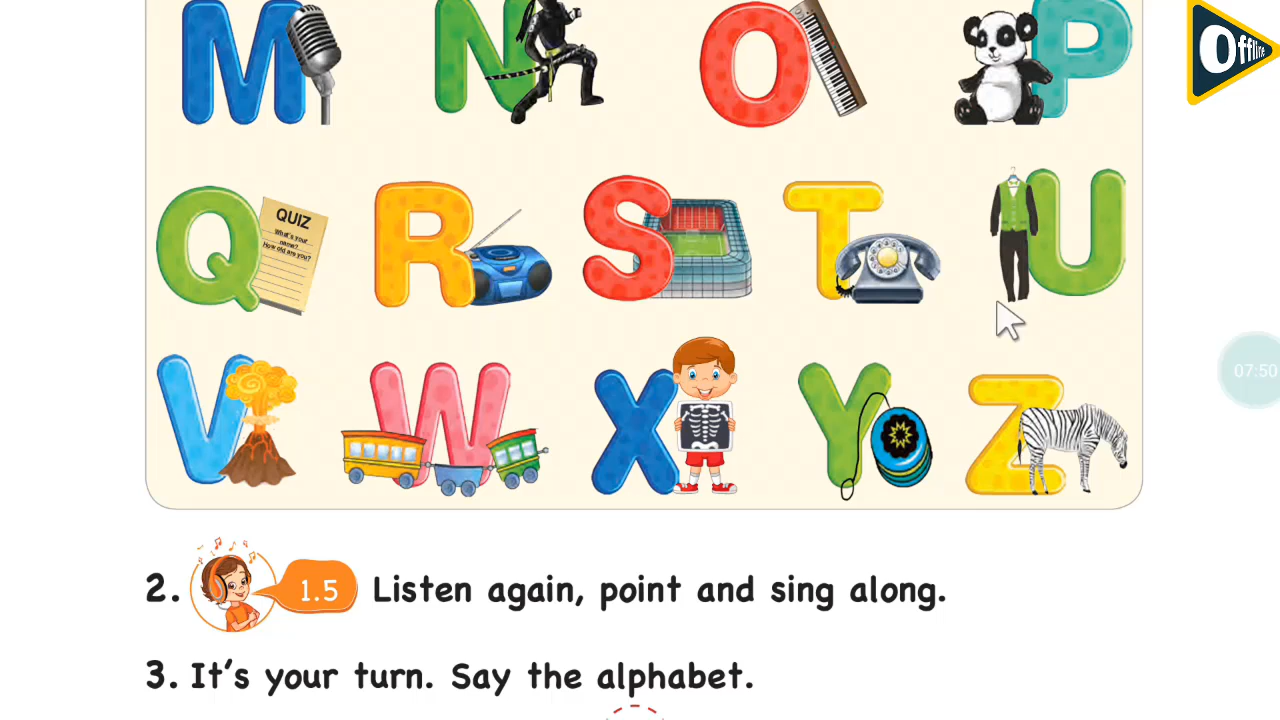 Offline
M N O P
QUIZ
What's your
name?
How old are you?
Q R S T U
07:50
V W X Y Z
2. 1.5 Listen again, point and sing along.
3. It's your turn. Say the alphabet.